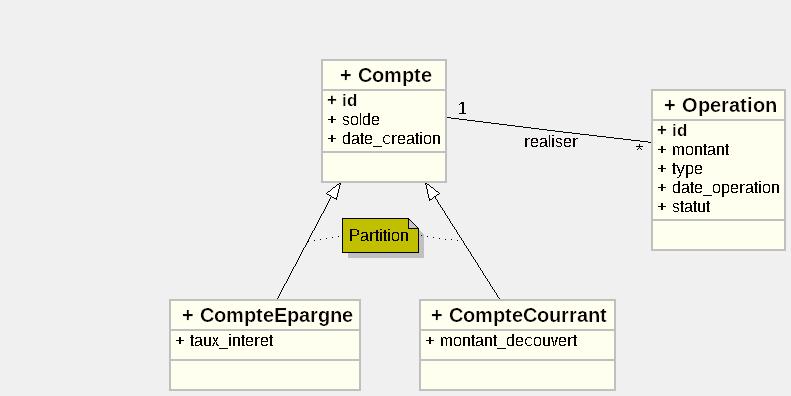 + Compte
+ id
+ solde
+ date_creation
1
realiser
*
+ Operation
+ id
+ montant
+ type
+ date_operation
+ statut
Partition
+ CompteEpargne
+ taux_interet
+ CompteCourrant
+ montant_decouvert